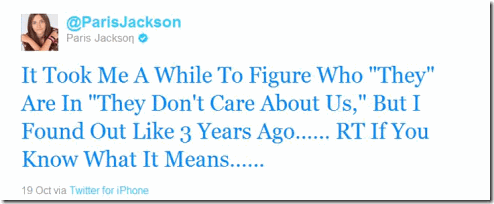 @ParisJackson
Paris Jackson
It Took Me A While To Figure Who "They"
Are In "They Don't Care About Us," But I
Found Out Like 3 Years Ago...... RT If You
Know What It Means......
19 Oct via Twitter for iPhone